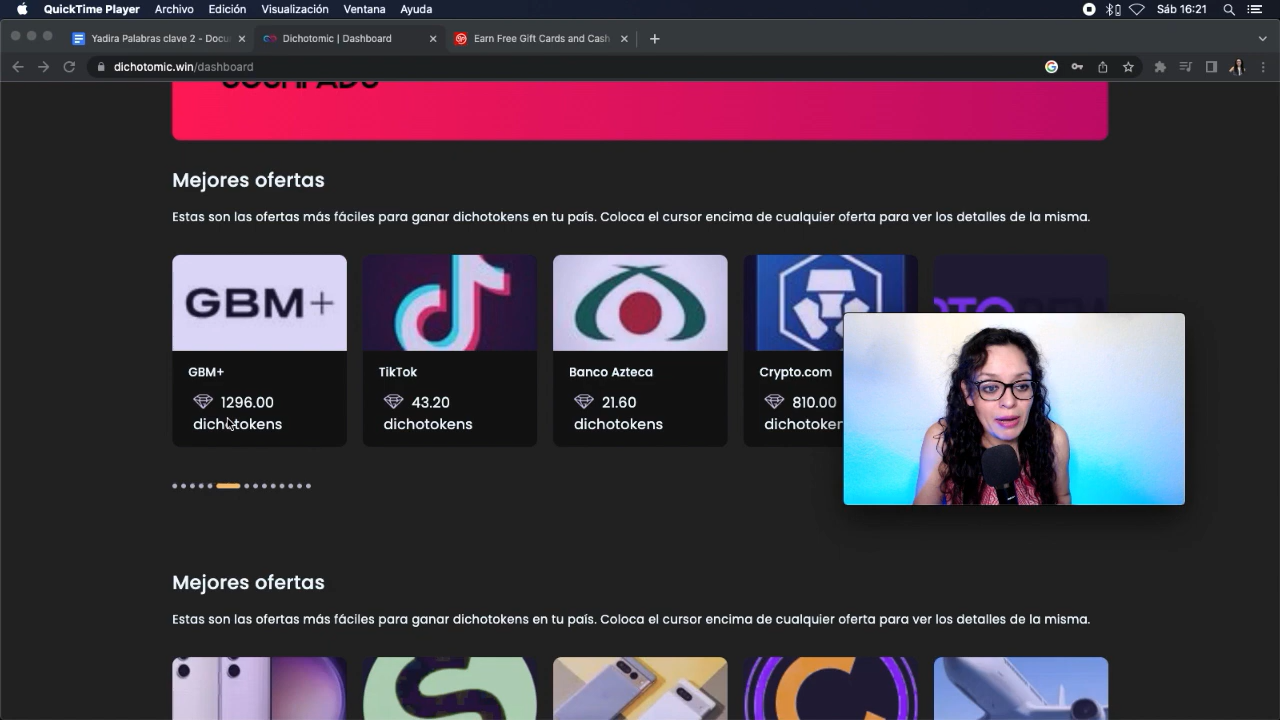 QuickTime Player Archivo Edición Visualización Ventana Ayuda Sáb 16:21
Yadira Palabras clave 2 - Docu Dichotomic | Dashboard Earn Free Gift Cards and Cash
dichotomic.win/dashboard
Mejores ofertas
Estas son las ofertas más fáciles para ganar dichotokens en tu país. Coloca el cursor encima de cualquier oferta para ver los detalles de la misma.
GBM+
GBM+ TikTok Banco Azteca Crypto.com
1296.00 43.20 21.60 810.00
dichotokens dichotokens dichotokens dichotoker
Mejores ofertas
Estas son las ofertas más fáciles para ganar dichotokens en tu país. Coloca el cursor encima de cualquier oferta para ver los detalles de la misma.